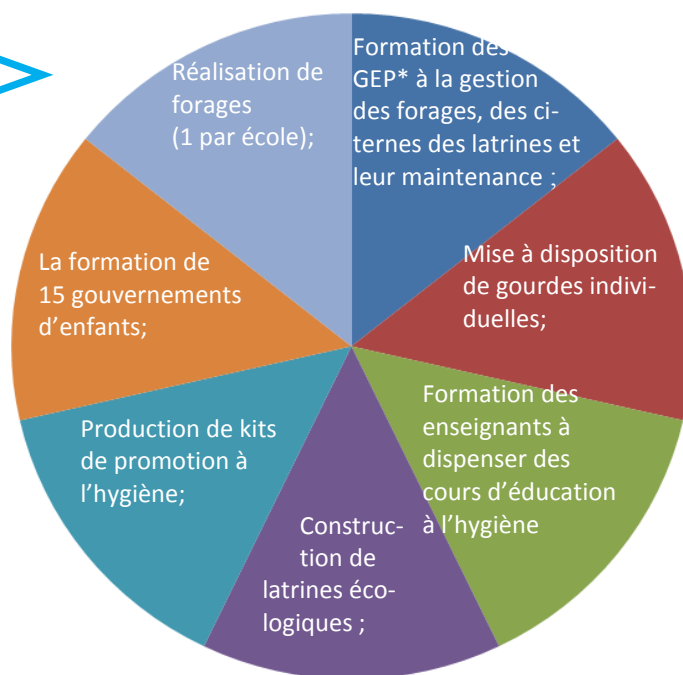 Formation des
GEP* à la gestion
des forages, des ci-
ternes des latrines et
leur maintenance ;
Mise à disposition
de gourdes indivi-
duelles;
Formation des
enseignants à
dispenser des
cours d’éducation
à l’hygiène
Construc-
tion de
latrines éco-
logiques ;
Production de kits
de promotion à
l’hygiène;
La formation de
15 gouvernements
d’enfants;
Réalisation de
forages
(1 par école);